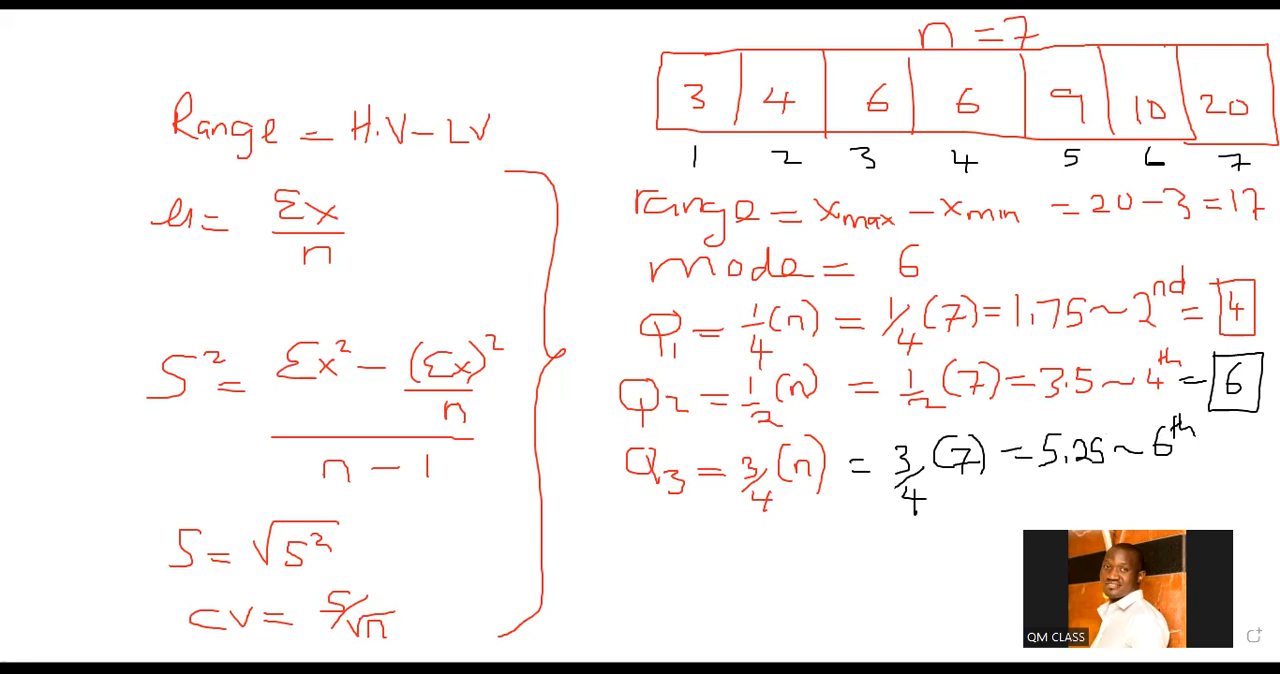 Range = H.V - LV
μ = Σx / n
S² = (Σx² - (Σx)² / n) / (n - 1)
S = √S²
CV = S/√n
n = 7
3 4 6 6 9 10 20
1 2 3 4 5 6 7
range = xmax - xmin = 20 - 3 = 17
mode = 6
Q1 = 1/4 (n) = 1/4 (7) = 1.75 ~ 2nd = 4
Q2 = 1/2 (n) = 1/2 (7) = 3.5 ~ 4th = 6
Q3 = 3/4 (n) = 3/4 (7) = 5.25 ~ 6th
QM CLASS